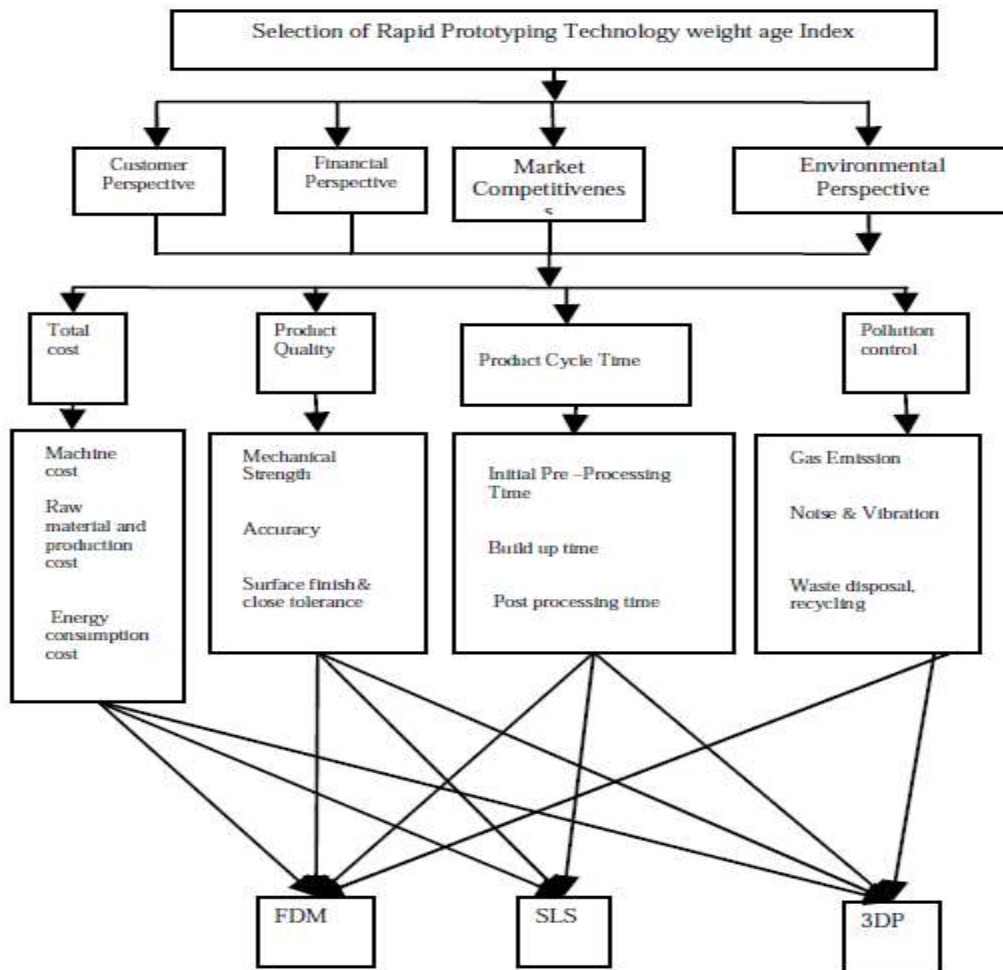 Selection of Rapid Prototyping Technology weight age Index
Customer
Perspective
Financial
Perspective
Market
Competitivenes
s
Environmental
Perspective
Total
cost
Product
Quality
Product Cycle Time
Pollution
control
Machine
cost
Raw
material and
production
cost
Energy
consumption
cost
Mechanical
Strength
Accuracy
Surface finish&
close tolerance
Initial Pre –Processing
Time
Build up time
Post processing time
Gas Emission
Noise & Vibration
Waste disposal,
recycling
FDM
SLS
3DP